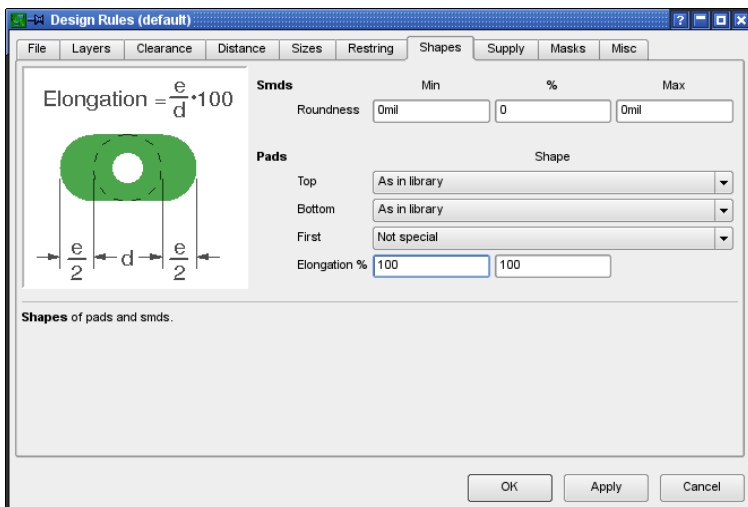 Design Rules (default)
File Layers Clearance Distance Sizes Restring Shapes Supply Masks Misc
Elongation = e/d • 100
e/2 d e/2
Smds Min % Max
Roundness 0mil 0 0mil
Pads Shape
Top As in library
Bottom As in library
First Not special
Elongation % 100 100
Shapes of pads and smds.
OK Apply Cancel